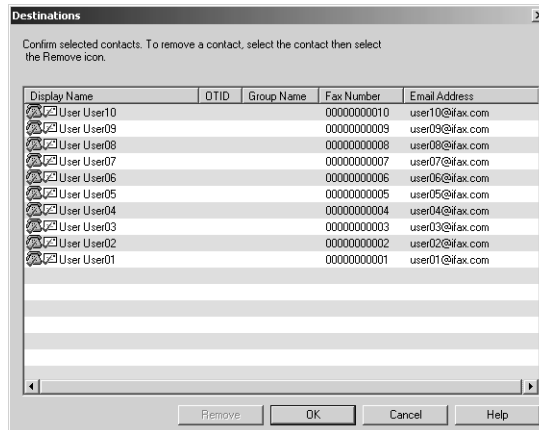 Destinations
Confirm selected contacts. To remove a contact, select the contact then select
the Remove icon.
Display Name OTID Group Name Fax Number Email Address
User User10 00000000010 user10@ifax.com
User User09 00000000009 user09@ifax.com
User User08 00000000008 user08@ifax.com
User User07 00000000007 user07@ifax.com
User User06 00000000006 user06@ifax.com
User User05 00000000005 user05@ifax.com
User User04 00000000004 user04@ifax.com
User User03 00000000003 user03@ifax.com
User User02 00000000002 user02@ifax.com
User User01 00000000001 user01@ifax.com
Remove OK Cancel Help